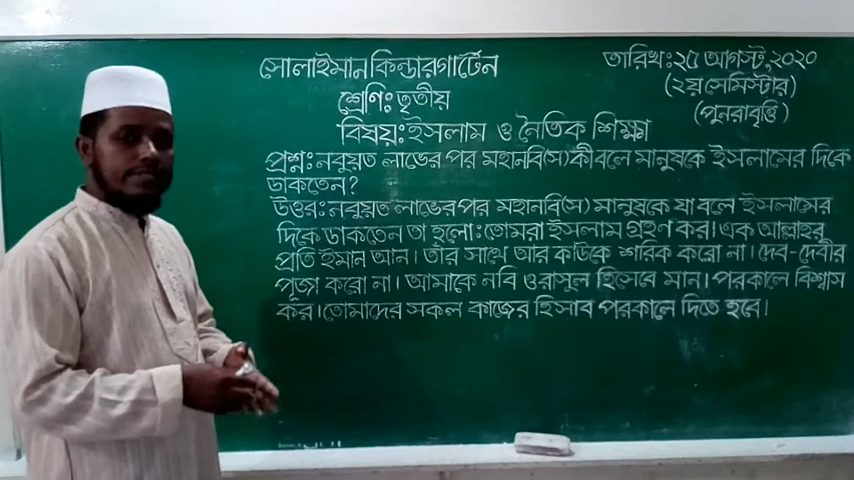 সোলাইমান কিন্ডারগার্টেন
তারিখ:২৫ আগস্ট,২০২০
শ্রেণি: তৃতীয়
(২য় সেমিস্টার)
বিষয়: ইসলাম ও নৈতিক শিক্ষা
(পুনরাবৃত্তি)
প্রশ্ন: নবুয়ত লাভের পর মহানবি(স)কী বলে মানুষকে ইসলামের দিকে
ডাকতেন?
উত্তর: নবুয়ত লাভের পর মহানবি(স) মানুষকে যা বলে ইসলামের
দিকে ডাকতেন তা হলো: তোমরা ইসলাম গ্রহণ কর। এক আল্লাহর
প্রতি ইমান আন। তাঁর সাথে আর কাউকে শরিক করো না। দেব-দেবীর
পূজা করো না। আমাকে নবি ও রাসুল হিসেবে মান। পরকালে বিশ্বাস
কর। তোমাদের সকল কাজের হিসাব পরকালে দিতে হবে।